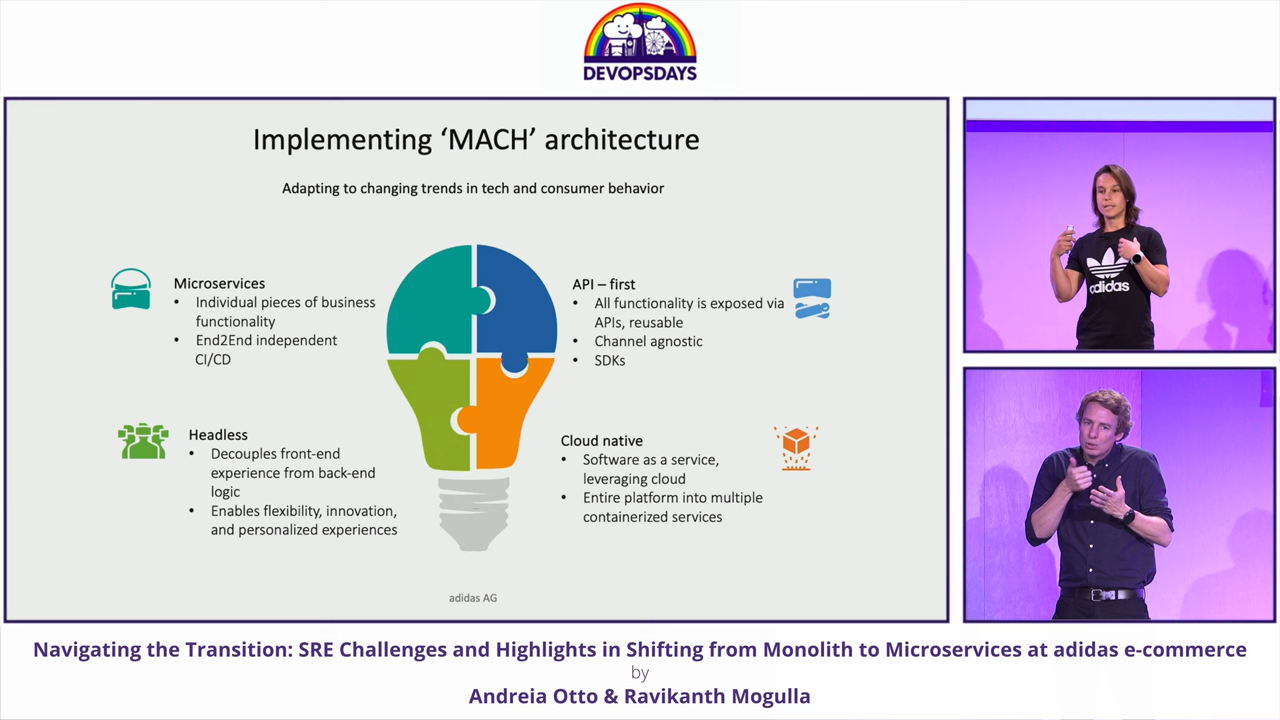 DEVOPSDAYS
Implementing ‘MACH’ architecture
Adapting to changing trends in tech and consumer behavior
Microservices
• Individual pieces of business
functionality
• End2End independent
CI/CD
API – first
• All functionality is exposed via
APIs, reusable
• Channel agnostic
• SDKs
Headless
• Decouples front-end
experience from back-end
logic
• Enables flexibility, innovation,
and personalized experiences
Cloud native
• Software as a service,
leveraging cloud
• Entire platform into multiple
containerized services
adidas AG
adidas
Navigating the Transition: SRE Challenges and Highlights in Shifting from Monolith to Microservices at adidas e-commerce
by
Andreia Otto & Ravikanth Mogulla